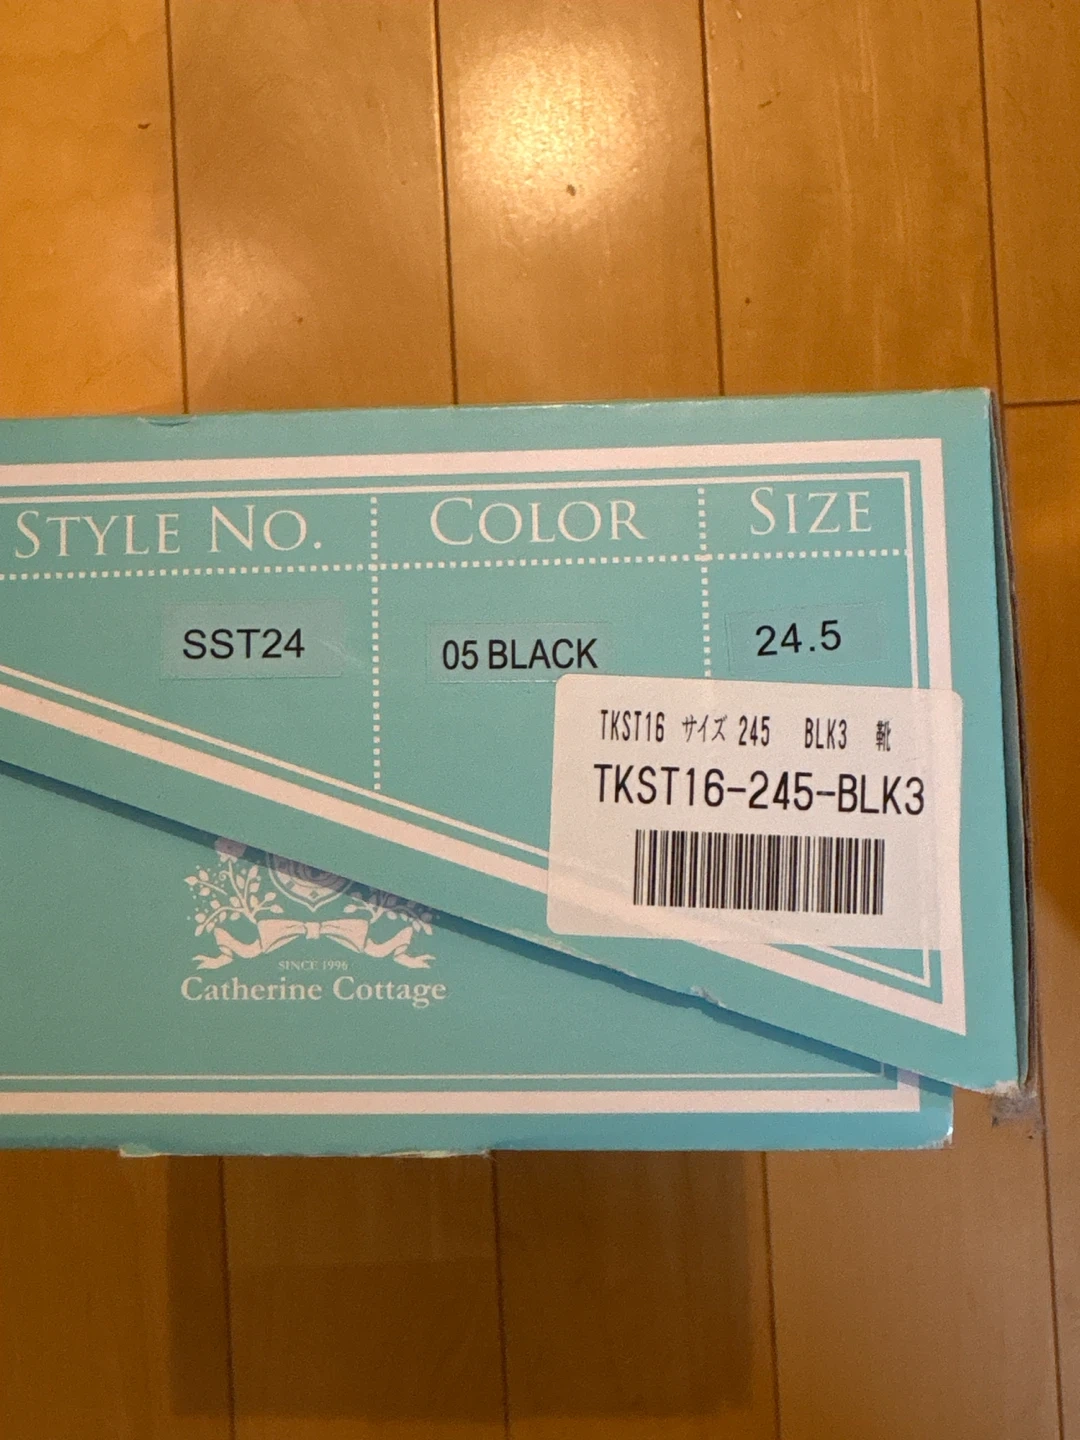 STYLE NO. COLOR SIZE
SST24 05 BLACK 24.5
TKST16 サイズ 245 BLK3 靴
TKST16-245-BLK3
SINCE 1996
Catherine Cottage